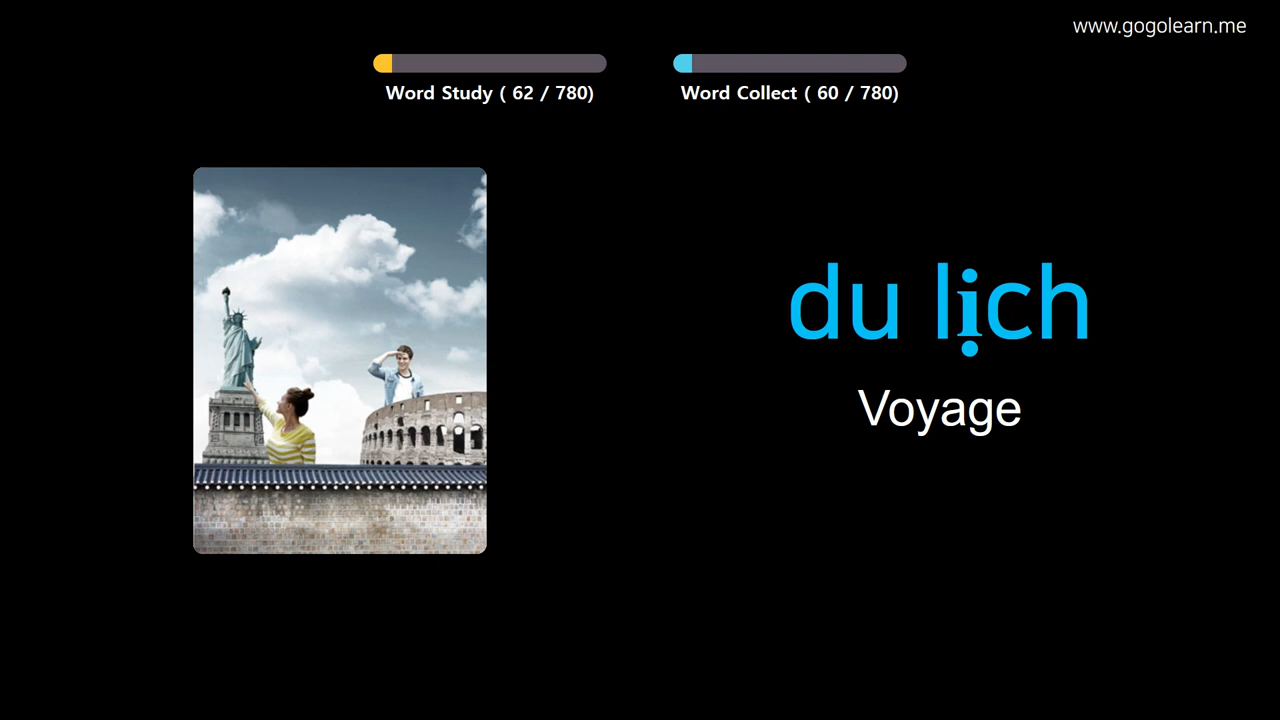 www.gogolearn.me
Word Study ( 62 / 780)
Word Collect ( 60 / 780)
du lịch
Voyage